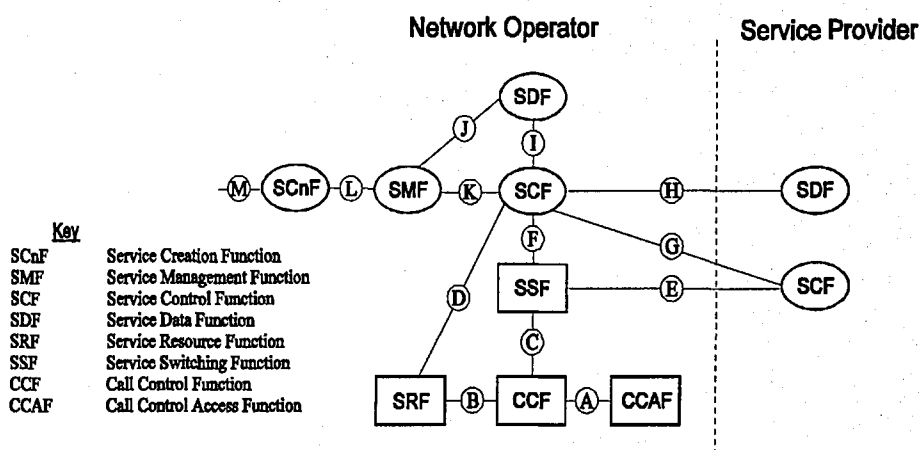 Network Operator
Service Provider
SDF
J
I
M
SCnF
L
SMF
K
SCF
H
SDF
Key
SCnF Service Creation Function
SMF Service Management Function
SCF Service Control Function
SDF Service Data Function
SRF Service Resource Function
SSF Service Switching Function
CCF Call Control Function
CCAF Call Control Access Function
F
G
D
SSF
E
SCF
C
SRF
B
CCF
A
CCAF